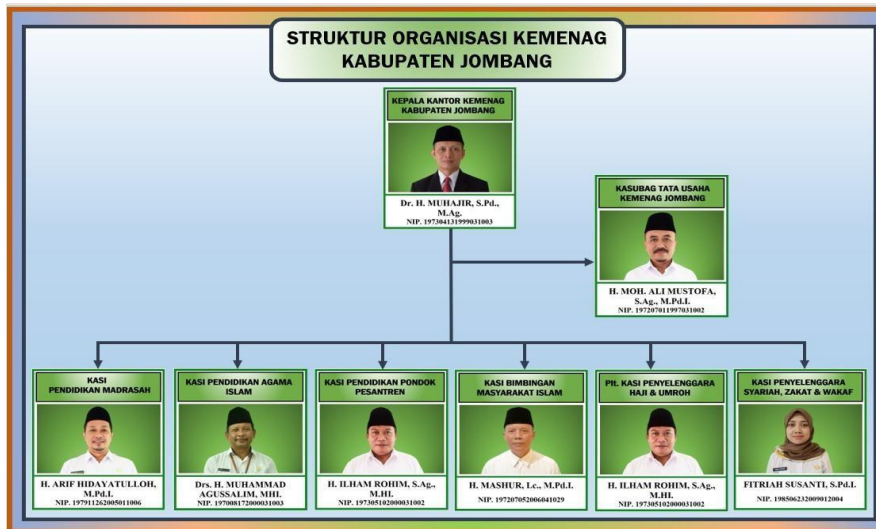 STRUKTUR ORGANISASI KEMENAG
KABUPATEN JOMBANG
KEPALA KANTOR KEMENAG
KABUPATEN JOMBANG
Dr. H. MUHAJIR, S.Pd.,
M.Ag.
NIP. 197304131999031003
KASUBAG TATA USAHA
KEMENAG JOMBANG
H. MOH. ALI MUSTOFA,
S.Ag., M.Pd.I.
NIP. 197207011997031002
KASI
PENDIDIKAN MADRASAH
H. ARIF HIDAYATULLOH,
M.Pd.I.
NIP. 197911262005011006
KASI PENDIDIKAN AGAMA
ISLAM
Drs. H. MUHAMMAD
AGUSSALIM, MHI.
NIP. 197008172000031003
KASI PENDIDIKAN PONDOK
PESANTREN
H. ILHAM ROHIM, S.Ag.,
M.HI.
NIP. 197305102000031002
KASI BIMBINGAN
MASYARAKAT ISLAM
H. MASHUR, Lc., M.Pd.I.
NIP. 197207052006041029
Plt. KASI PENYELENGGARA
HAJI & UMROH
H. ILHAM ROHIM, S.Ag.,
M.HI.
NIP. 197305102000031002
KASI PENYELENGGARA
SYARIAH, ZAKAT & WAKAF
FITRIAH SUSANTI, S.Pd.I.
NIP. 198506232009012004